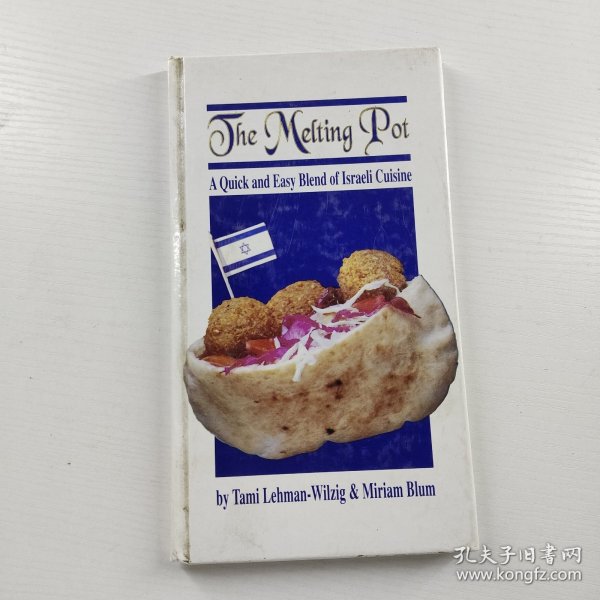 The Melting Pot
A Quick and Easy Blend of Israeli Cuisine
by Tami Lehman-Wilzig & Miriam Blum
孔夫子旧书网
www.kongfz.com